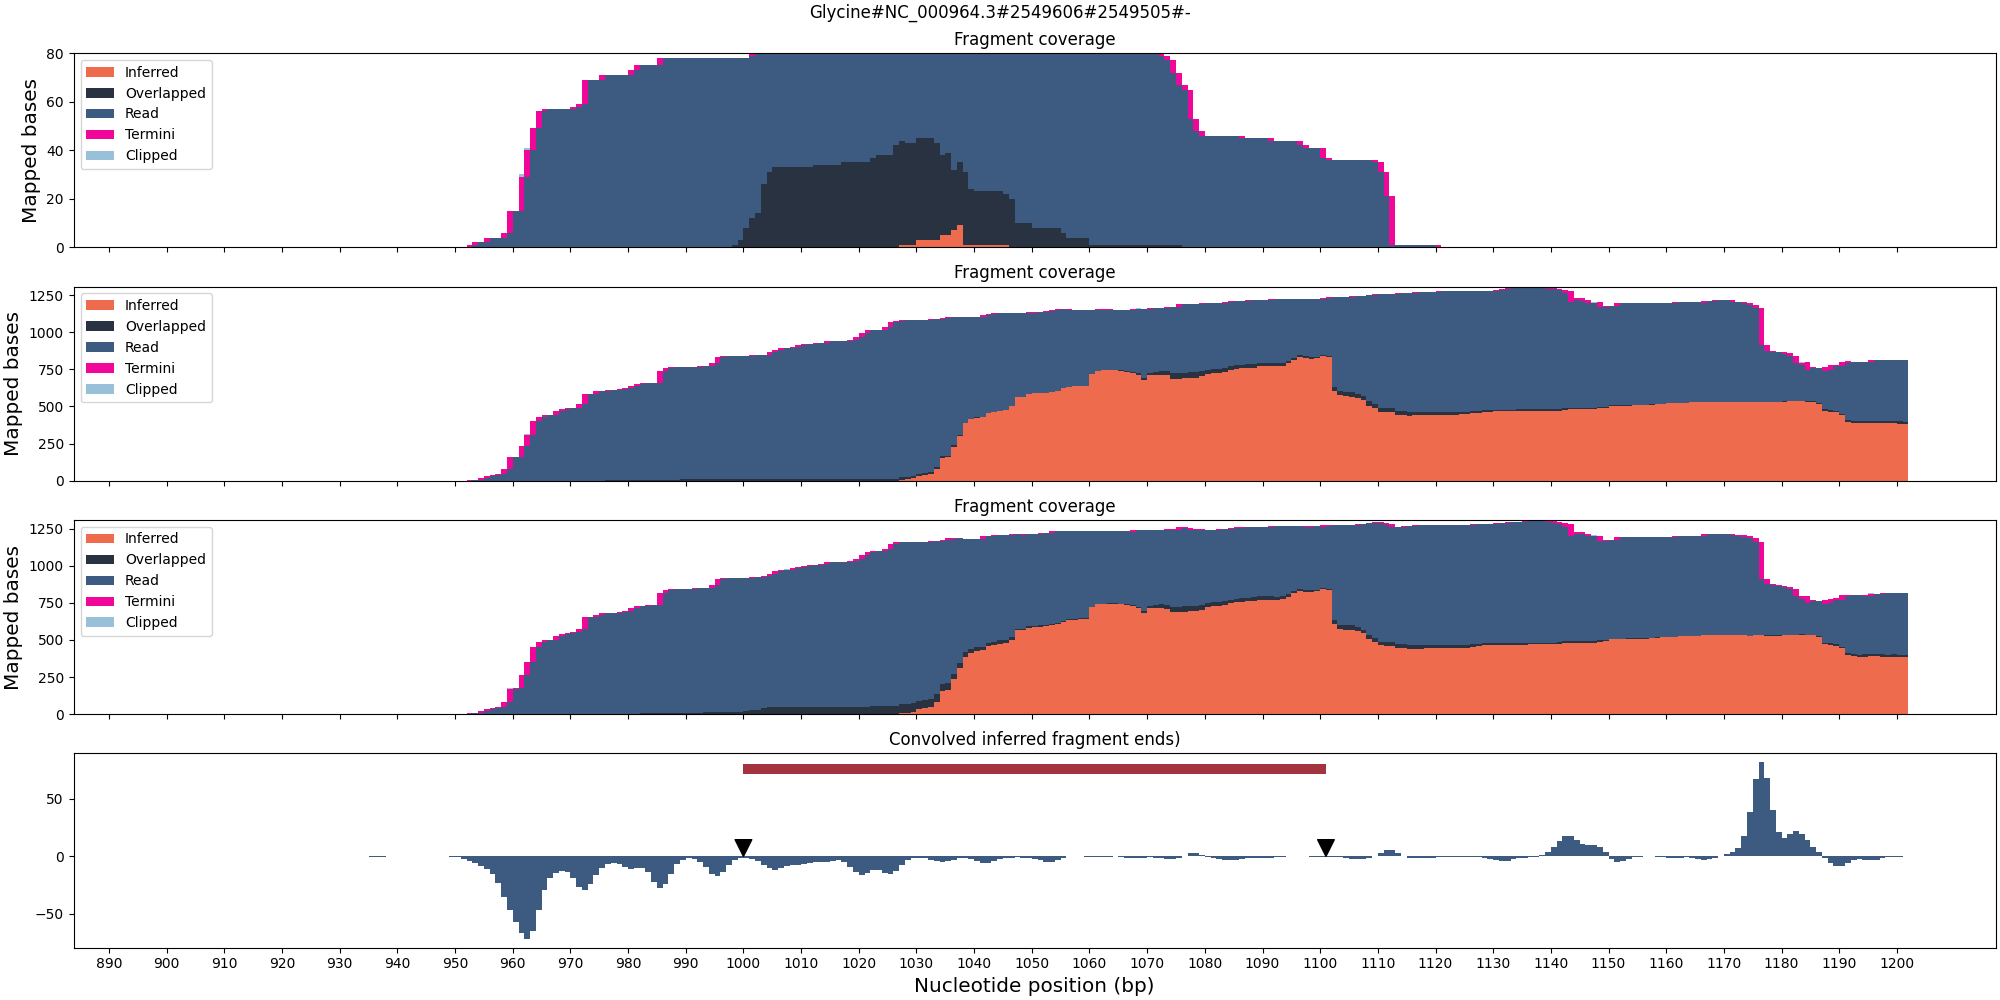 Glycine#NC_000964.3#2549606#2549505#-
Fragment coverage
Mapped bases
80
60
40
20
0
Inferred
Overlapped
Read
Termini
Clipped
Fragment coverage
Mapped bases
1250
1000
750
500
250
0
Inferred
Overlapped
Read
Termini
Clipped
Fragment coverage
Mapped bases
1250
1000
750
500
250
0
Inferred
Overlapped
Read
Termini
Clipped
Convolved inferred fragment ends)
50
0
−50
890 900 910 920 930 940 950 960 970 980 990 1000 1010 1020 1030 1040 1050 1060 1070 1080 1090 1100 1110 1120 1130 1140 1150 1160 1170 1180 1190 1200
Nucleotide position (bp)